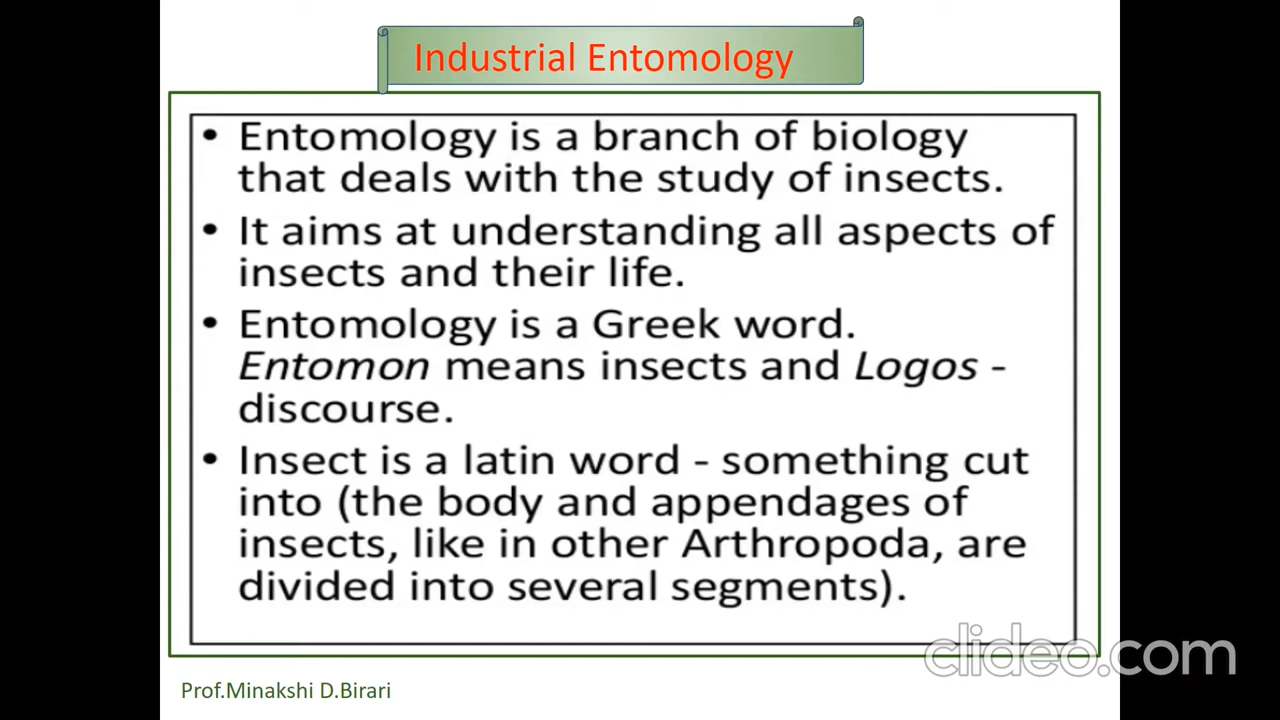 Industrial Entomology
• Entomology is a branch of biology
that deals with the study of insects.
• It aims at understanding all aspects of
insects and their life.
• Entomology is a Greek word.
Entomon means insects and Logos -
discourse.
• Insect is a latin word - something cut
into (the body and appendages of
insects, like in other Arthropoda, are
divided into several segments).
clideo.com
Prof.Minakshi D.Birari